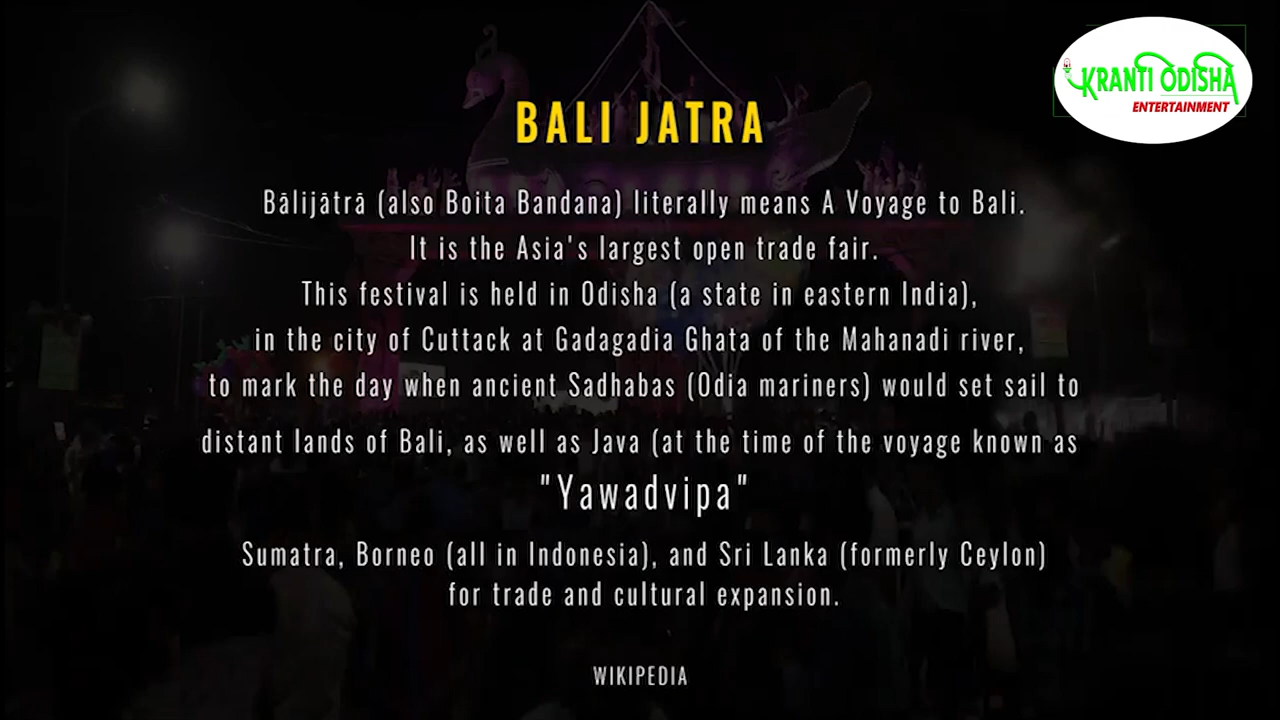 KRANTI ODISHA
ENTERTAINMENT
BALI JATRA
Bālijātrā (also Boita Bandana) literally means A Voyage to Bali.
It is the Asia's largest open trade fair.
This festival is held in Odisha (a state in eastern India),
in the city of Cuttack at Gadagadia Ghata of the Mahanadi river,
to mark the day when ancient Sadhabas (Odia mariners) would set sail to
distant lands of Bali, as well as Java (at the time of the voyage known as
"Yawadvipa"
Sumatra, Borneo (all in Indonesia), and Sri Lanka (formerly Ceylon)
for trade and cultural expansion.
WIKIPEDIA